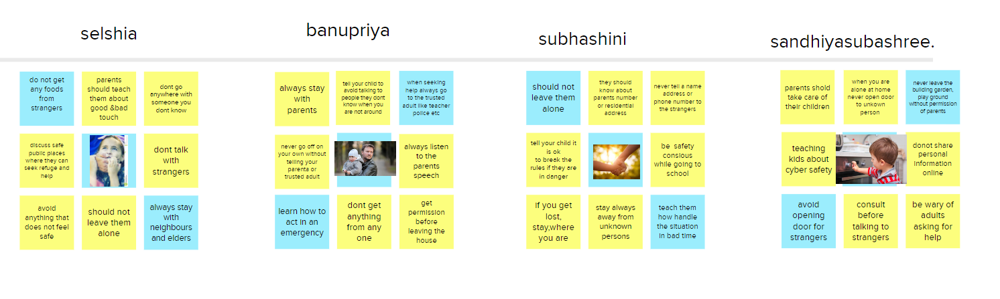 selshia
do not get
any foods
from
strangers
parents
should teach
them about
good &bad
touch
dont go
anywhere with
someone you
dont know
discuss safe
public places
where they can
seek refuge and
help
dont talk
with
strangers
avoid
anything that
does not feel
safe
should not
leave them
alone
always stay
with
neighbours
and elders
banupriya
always stay
with
parents
tell your child to
avoid talking to
people they dont
know when you
are not around
when seeking
help always go
to the trusted
adult like teacher
police etc
never go off on
your own without
telling your
parenta or
trusted adult
always listen
to the
parents
speech
learn how to
act in an
emergency
dont get
anything
from any
one
get
permission
before
leaving the
house
subhashini
should not
leave them
alone
they should
know about
parents number
or residential
address
never tell a name
address or
phone number to
the strangers
tell your child it
is ok
to break the
rules if they are
in danger
be safety
consious
while going to
school
if you get
lost,
stay,where
you are
stay always
away from
unknown
persons
teach them
how handle
the situation
in bad time
sandhiyasubashree.
parents shold
take care of
their children
when you are
alone at home
never open door
to unkown
person
never leave the
building garden,
play ground
without permission
of parents
teaching
kids about
cyber safety
donot share
personal
information
online
avoid
opening
door for
strangers
consult
before
talking to
strangers
be wary of
adults
asking for
help